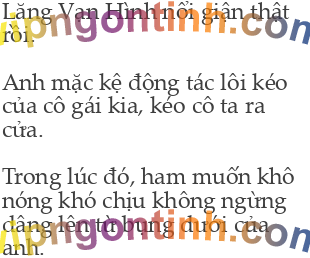 Lăng Vạn Hình nổi giận thật
rồi.
Anh mặc kệ động tác lôi kéo
của cô gái kia, kéo cô ta ra
cửa.
Trong lúc đó, ham muốn khô
nóng khó chịu không ngừng
dâng lên từ bụng dưới của
anh.